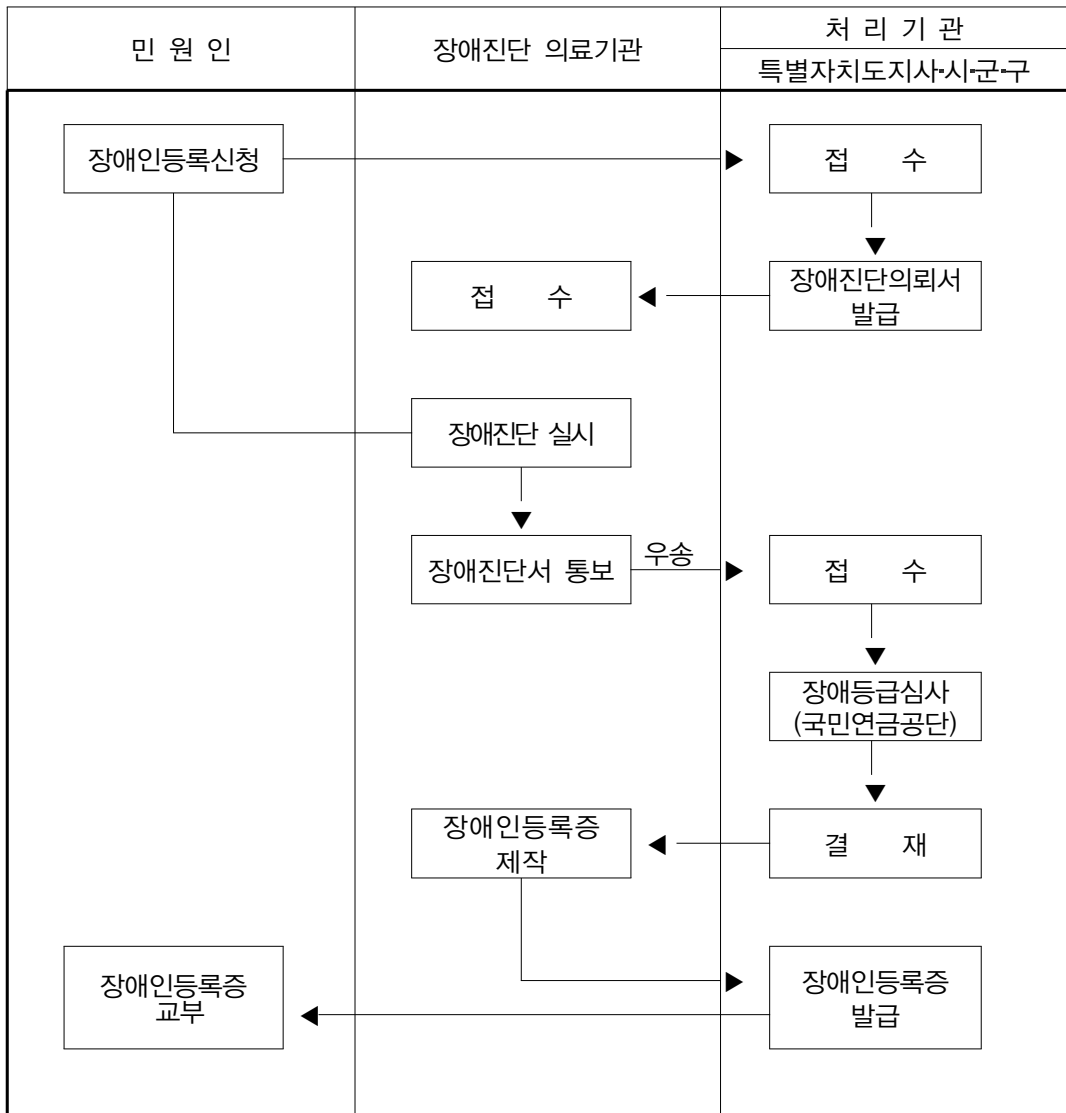 민 원 인
장애진단 의료기관
처 리 기 관
특별자치도지사·시·군·구
장애인등록신청
접 수
접 수
장애진단의뢰서
발급
장애진단 실시
장애진단서 통보
우송
접 수
장애등급심사
(국민연금공단)
장애인등록증
제작
결 재
장애인등록증
교부
장애인등록증
발급